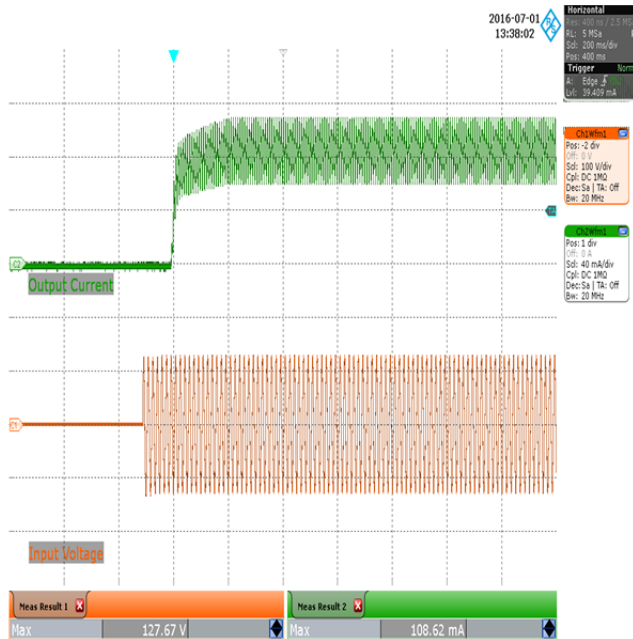 2016-07-01
13:38:02
Horizontal
Res: 400 ns / 2.5 MSa
RL: 5 MSa
Scl: 200 ms/div
Pos: 400 ms
Trigger Norm
A: Edge
Lvl: 39.409 mA
Ch1Wfm1
Pos: -2 div
Off: 0 V
Scl: 100 V/div
Cpl: DC 1MΩ
Dec: Sa | TA: Off
Bw: 20 MHz
Ch2Wfm1
Pos: 1 div
Off: 0 A
Scl: 40 mA/div
Cpl: DC 1MΩ
Dec: Sa | TA: Off
Bw: 20 MHz
C2
Output Current
Input Voltage
Meas Result 1
Meas Result 2
Max 127.67 V
Max 108.62 mA